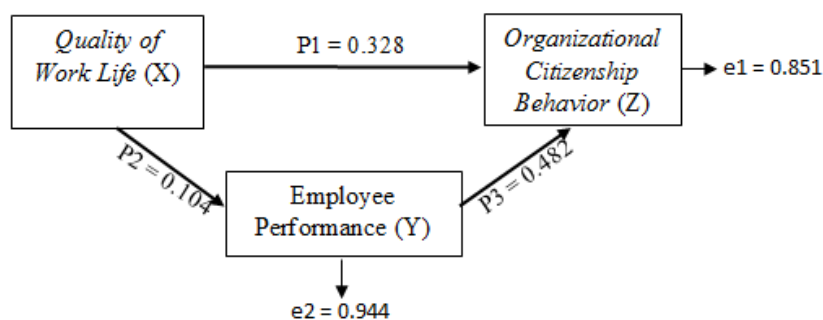 Quality of
Work Life (X)
P1 = 0.328
Organizational
Citizenship
Behavior (Z)
e1 = 0.851
P2 = 0.104
Employee
Performance (Y)
P3 = 0.482
e2 = 0.944